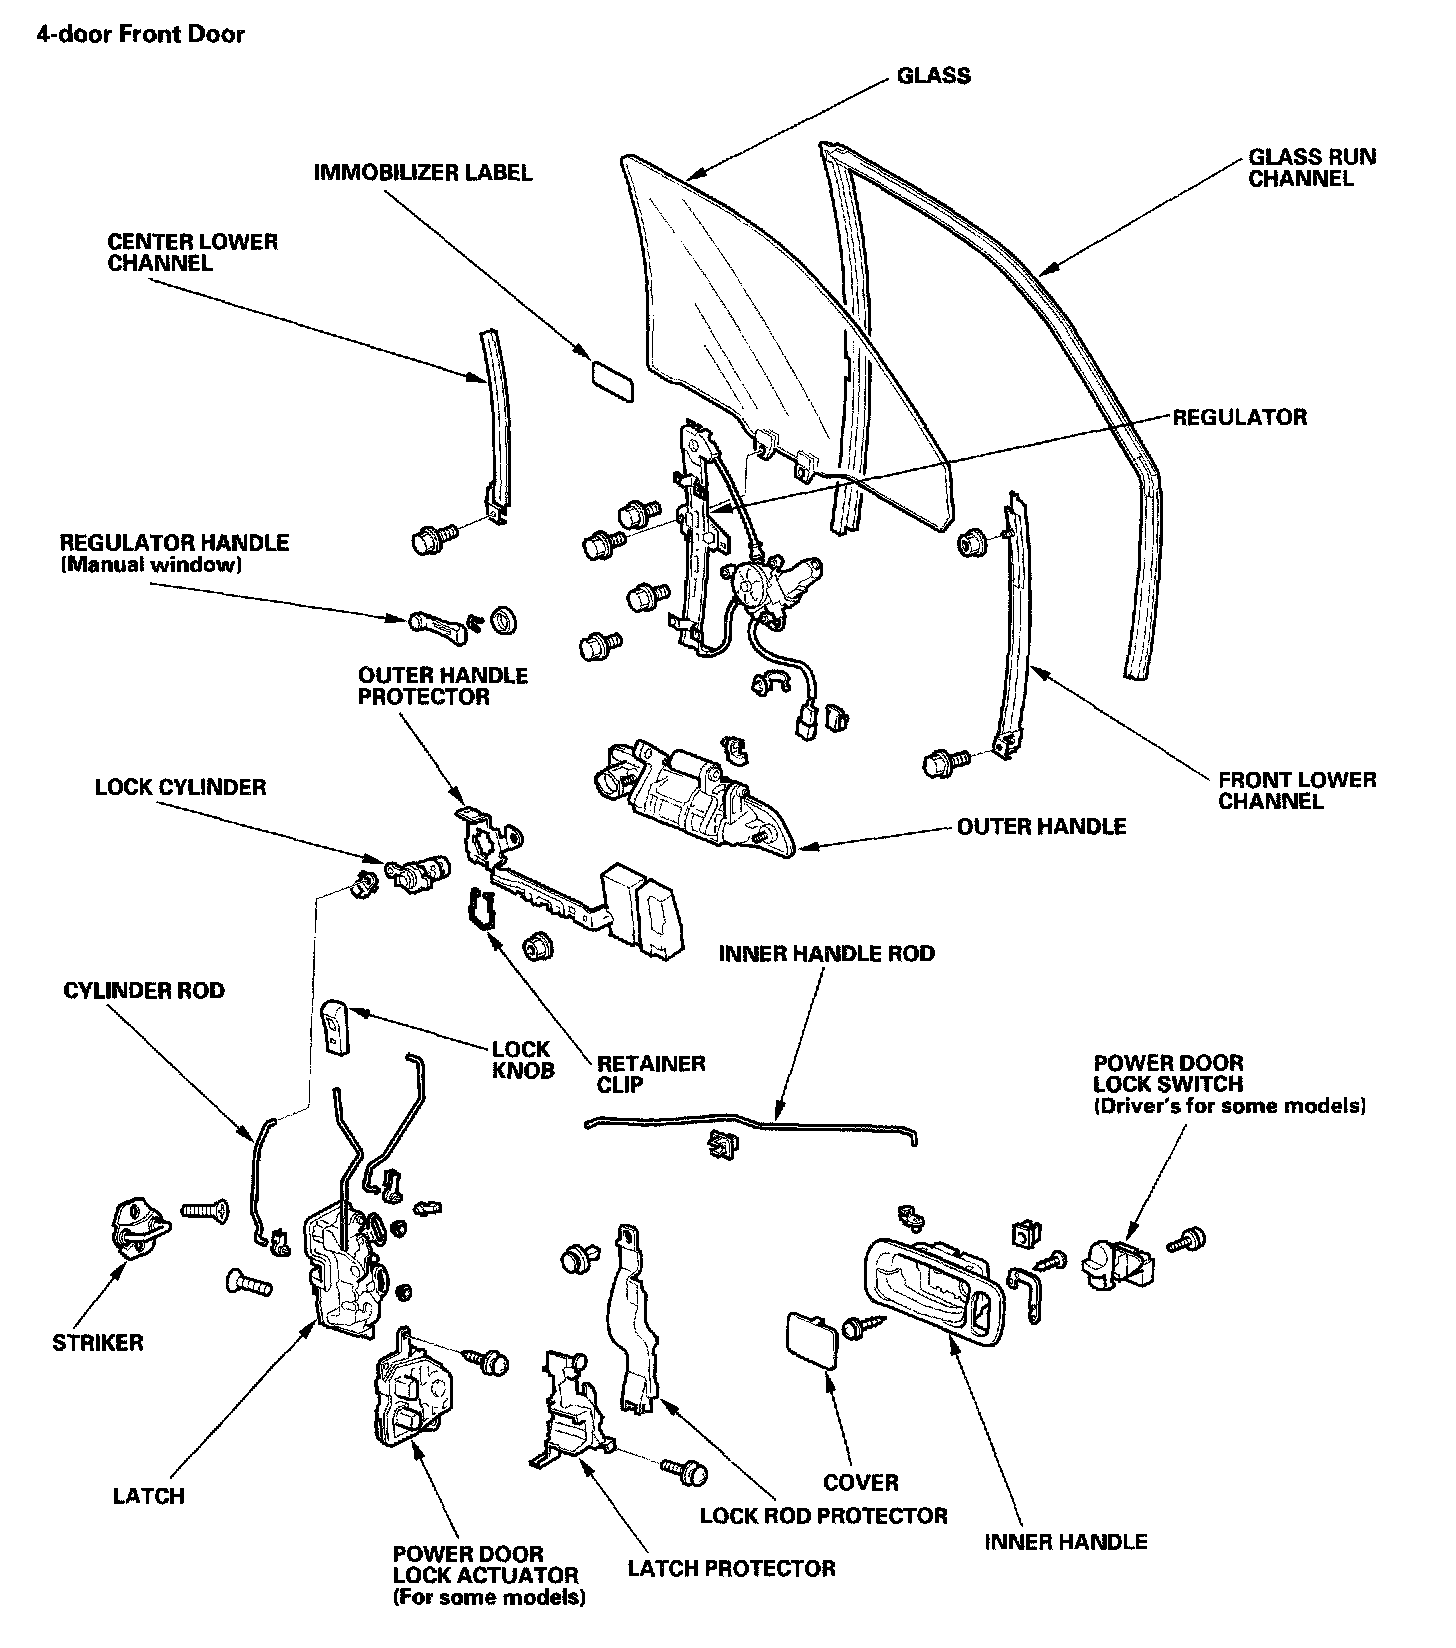 4-door Front Door
GLASS
GLASS RUN
CHANNEL
IMMOBILIZER LABEL
CENTER LOWER
CHANNEL
REGULATOR
REGULATOR HANDLE
(Manual window)
OUTER HANDLE
PROTECTOR
LOCK CYLINDER
FRONT LOWER
CHANNEL
OUTER HANDLE
INNER HANDLE ROD
CYLINDER ROD
LOCK
KNOB
RETAINER
CLIP
POWER DOOR
LOCK SWITCH
(Driver's for some models)
STRIKER
LATCH
COVER
LOCK ROD PROTECTOR
INNER HANDLE
POWER DOOR
LOCK ACTUATOR
(For some models)
LATCH PROTECTOR